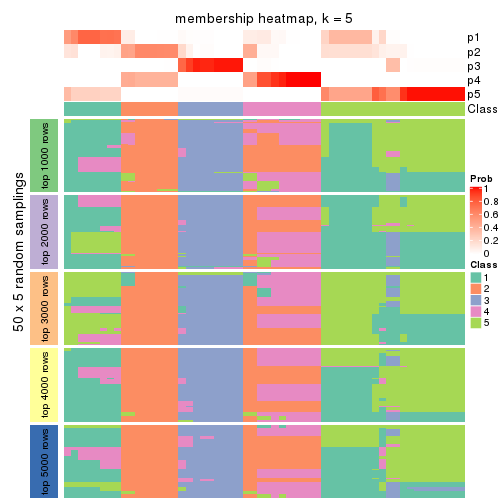 membership heatmap, k = 5
p1
p2
p3
p4
p5
Class
50 x 5 random samplings
top 1000 rows
top 2000 rows
top 3000 rows
top 4000 rows
top 5000 rows
Prob
1
0.8
0.6
0.4
0.2
0
Class
1
2
3
4
5